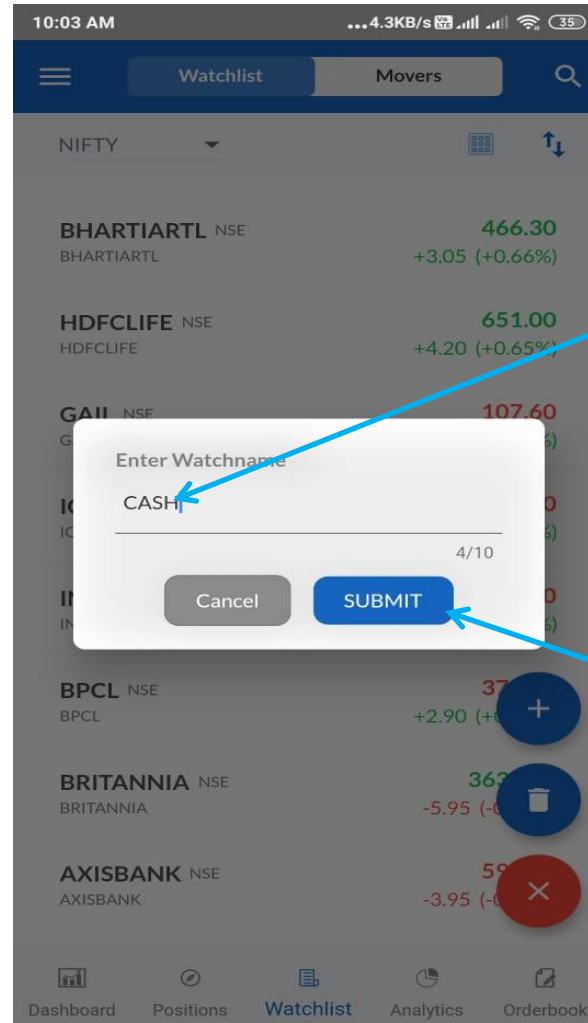 10:03 AM ...4.3KB/s 35
Watchlist Movers
NIFTY
BHARTIARTL NSE 466.30
BHARTIARTL +3.05 (+0.66%)
HDFCLIFE NSE 651.00
HDFCLIFE +4.20 (+0.65%)
GAIL NSE 107.60
Enter Watchname
CASH
4/10
Cancel SUBMIT
BPCL NSE 37
BPCL +2.90
BRITANNIA NSE 363
BRITANNIA -5.95
AXISBANK NSE 59
AXISBANK -3.95
Dashboard Positions Watchlist Analytics Orderbook